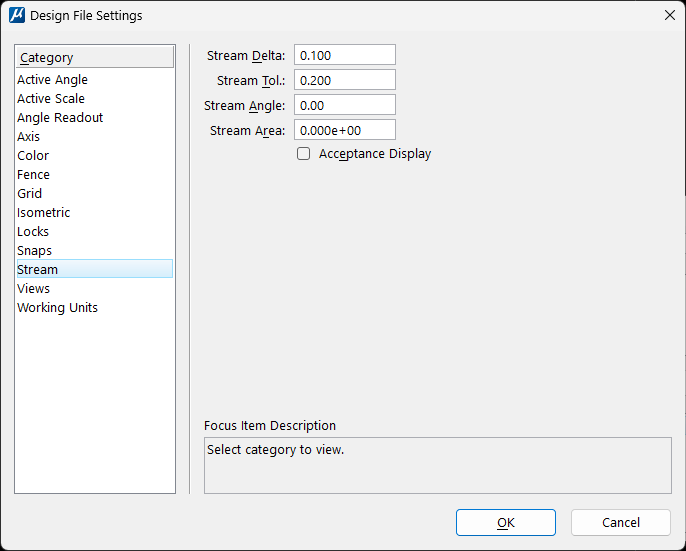 Design File Settings
Category
Active Angle
Active Scale
Angle Readout
Axis
Color
Fence
Grid
Isometric
Locks
Snaps
Stream
Views
Working Units
Stream Delta: 0.100
Stream Tol.: 0.200
Stream Angle: 0.00
Stream Area: 0.000e+00
Acceptance Display
Focus Item Description
Select category to view.
OK Cancel